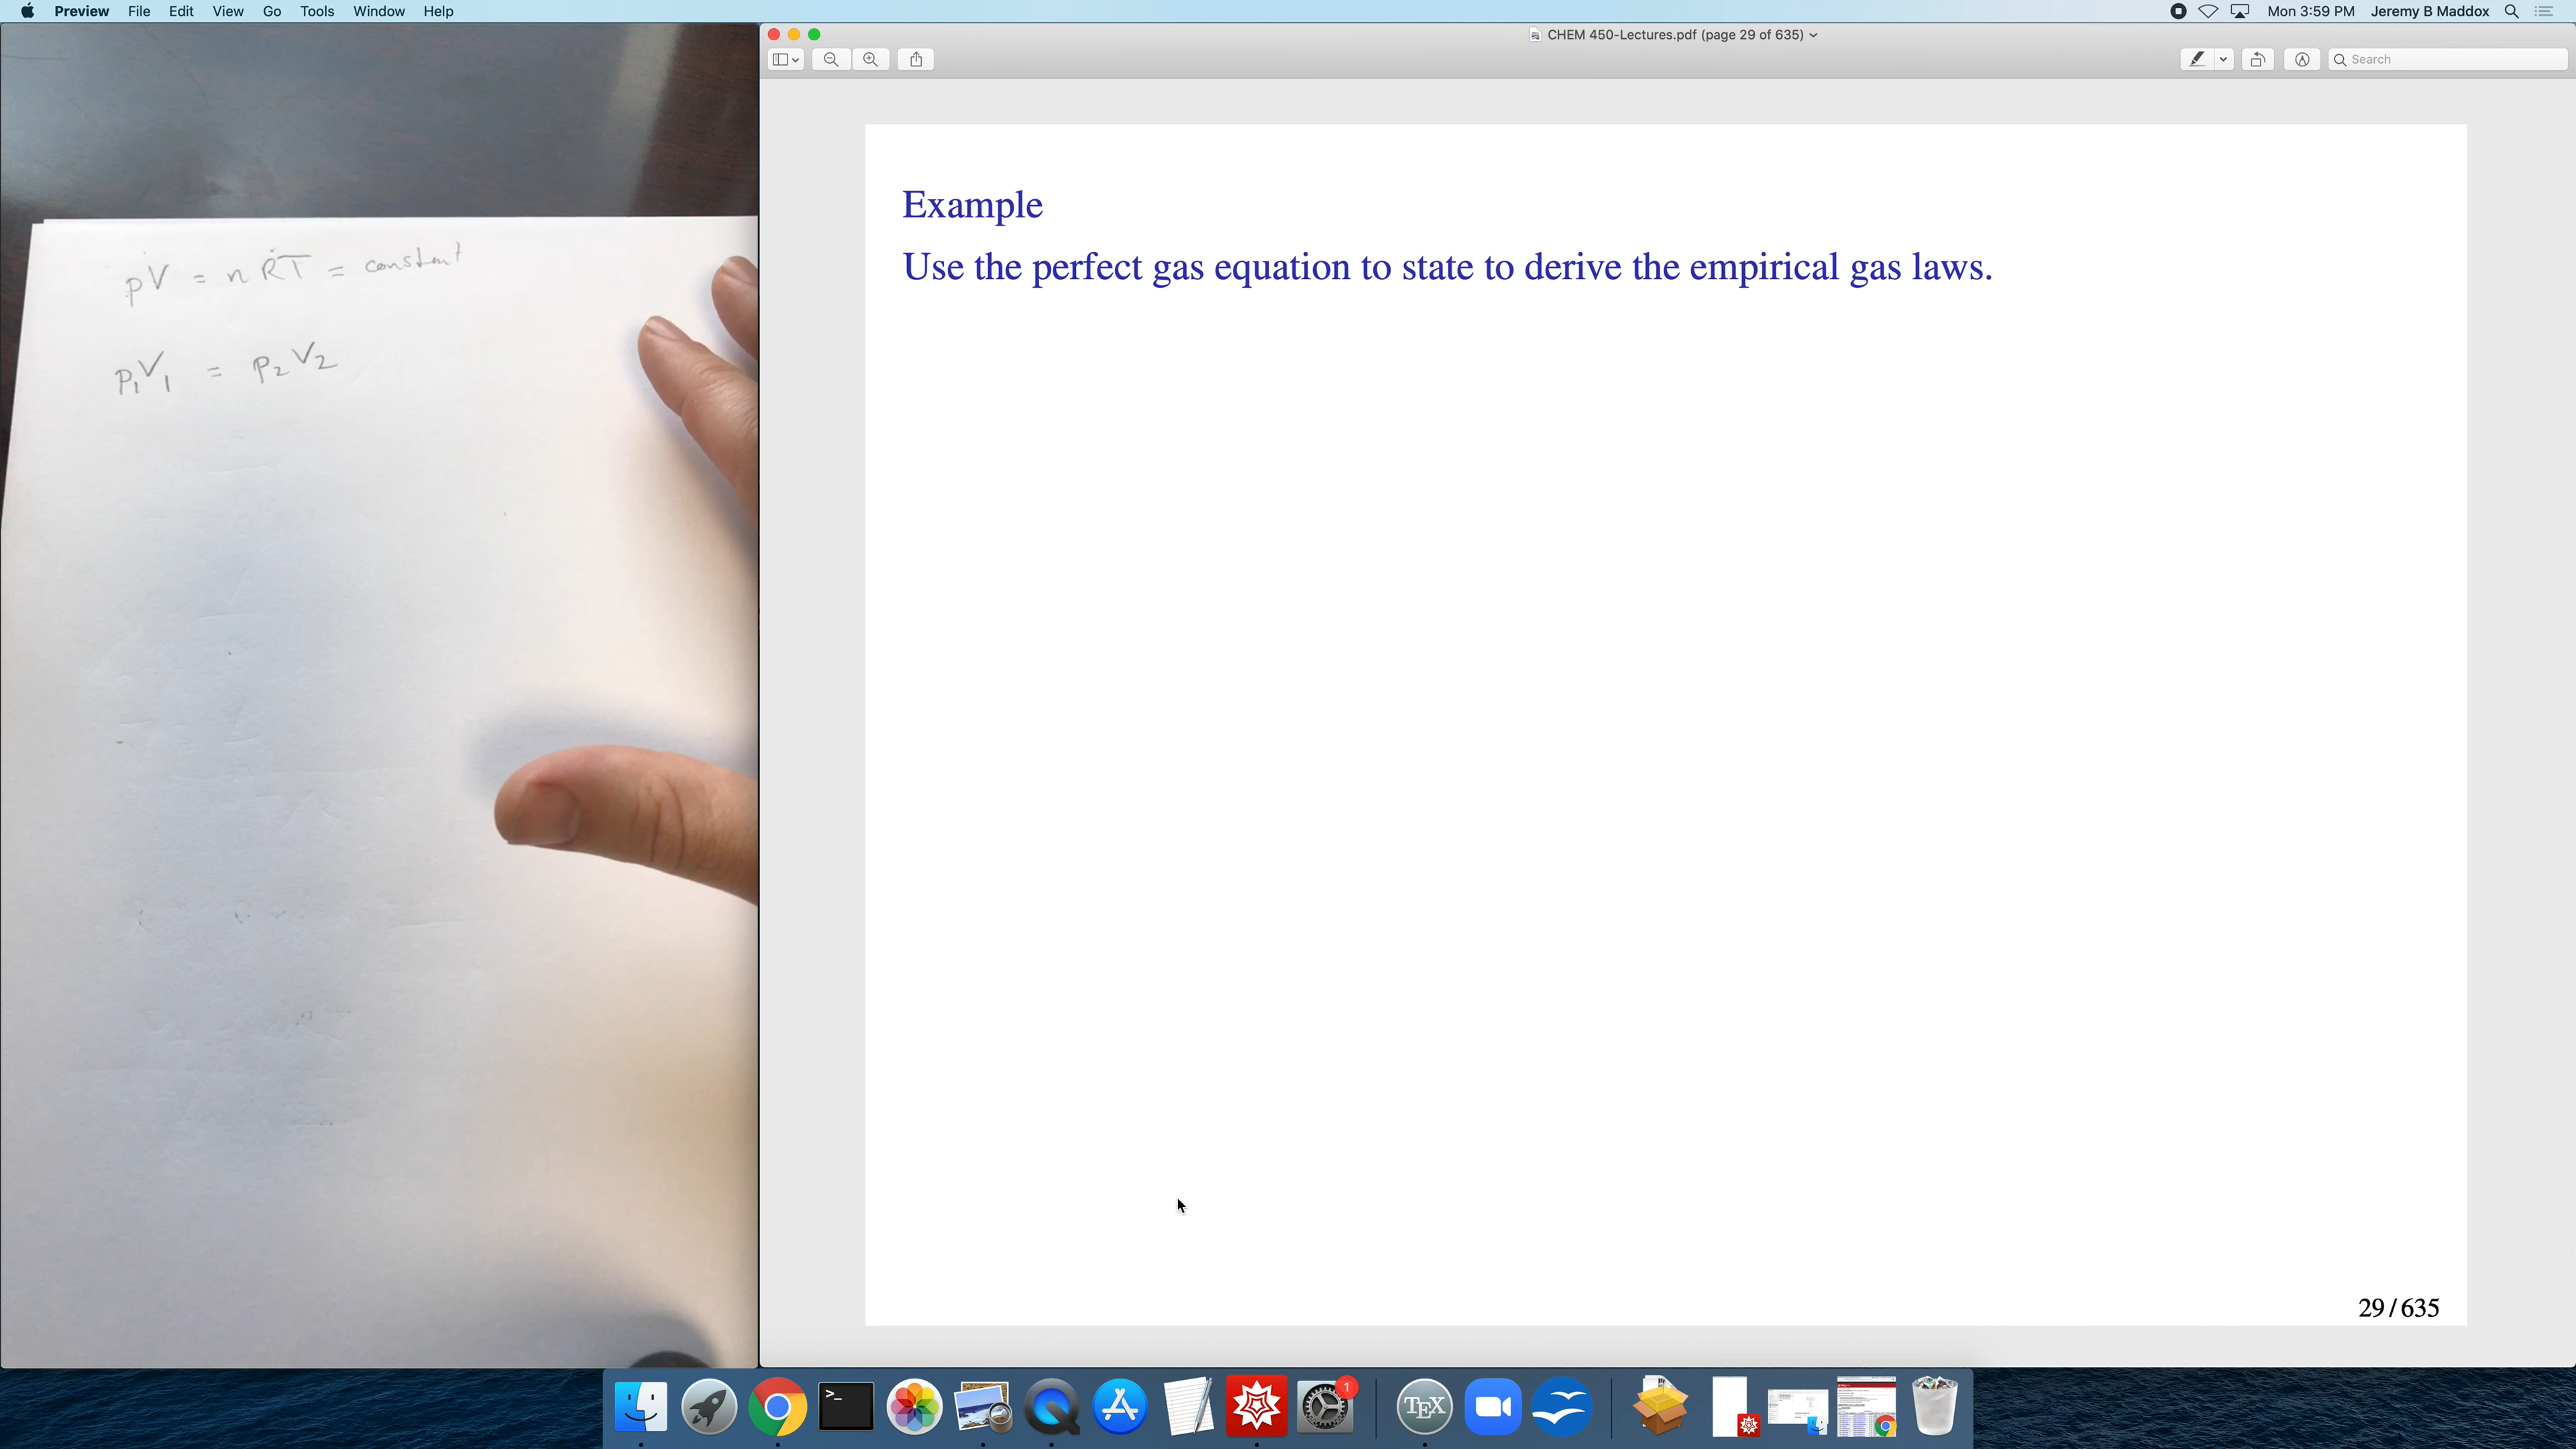 Preview File Edit View Go Tools Window Help
Mon 3:59 PM Jeremy B Maddox
CHEM 450-Lectures.pdf (page 29 of 635)
Search
pV = nRT = constant
p₁V₁ = p₂V₂
Example
Use the perfect gas equation to state to derive the empirical gas laws.
29/635
>_
1
TEX